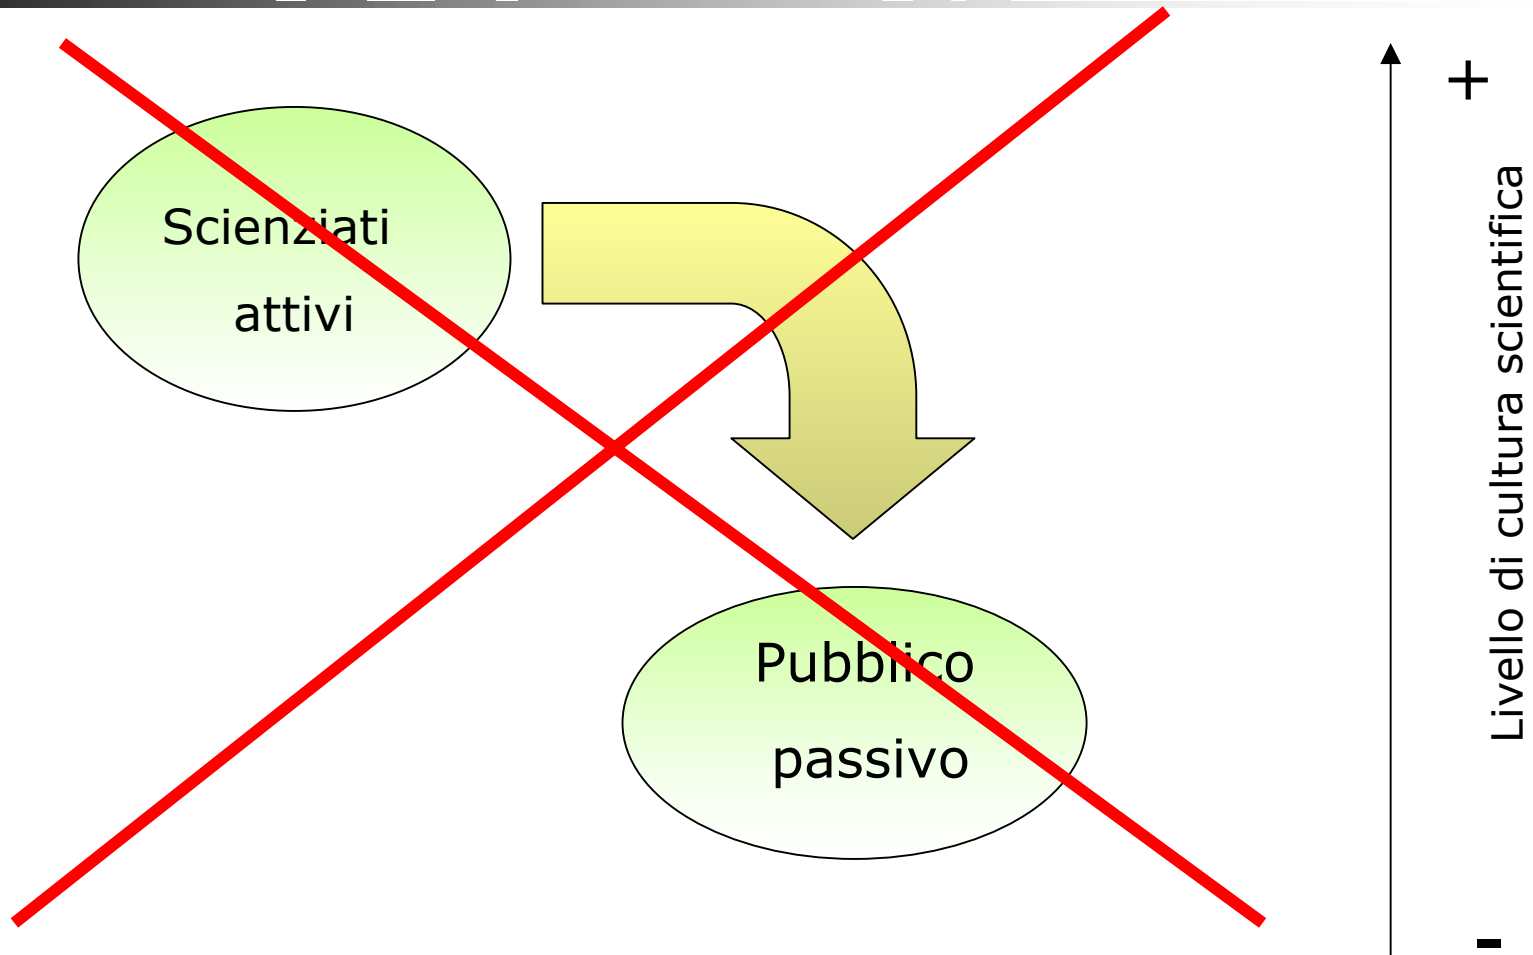 +
Scienziati
attivi
Livello di cultura scientifica
Pubblico
passivo
-